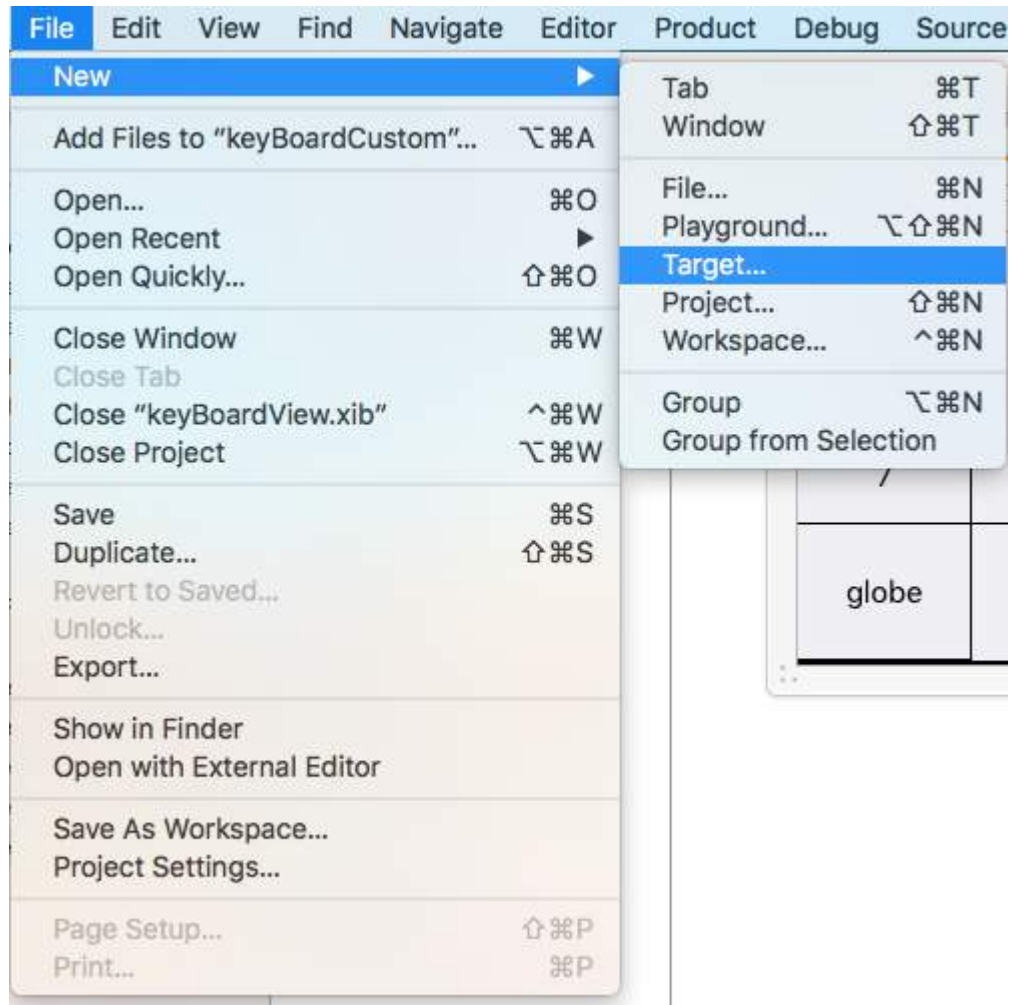 File Edit View Find Navigate Editor Product Debug Source
New ▶
Add Files to “keyBoardCustom”... ⌥⌘A
Open... ⌘O
Open Recent ▶
Open Quickly... ⇧⌘O
Close Window ⌘W
Close Tab
Close “keyBoardView.xib” ^⌘W
Close Project ⌥⌘W
Save ⌘S
Duplicate... ⇧⌘S
Revert to Saved...
Unlock...
Export...
Show in Finder
Open with External Editor
Save As Workspace...
Project Settings...
Page Setup... ⇧⌘P
Print... ⌘P
Tab ⌘T
Window ⇧⌘T
File... ⌘N
Playground... ⌥⇧⌘N
Target...
Project... ⇧⌘N
Workspace... ^⌘N
Group ⌥⌘N
Group from Selection
globe